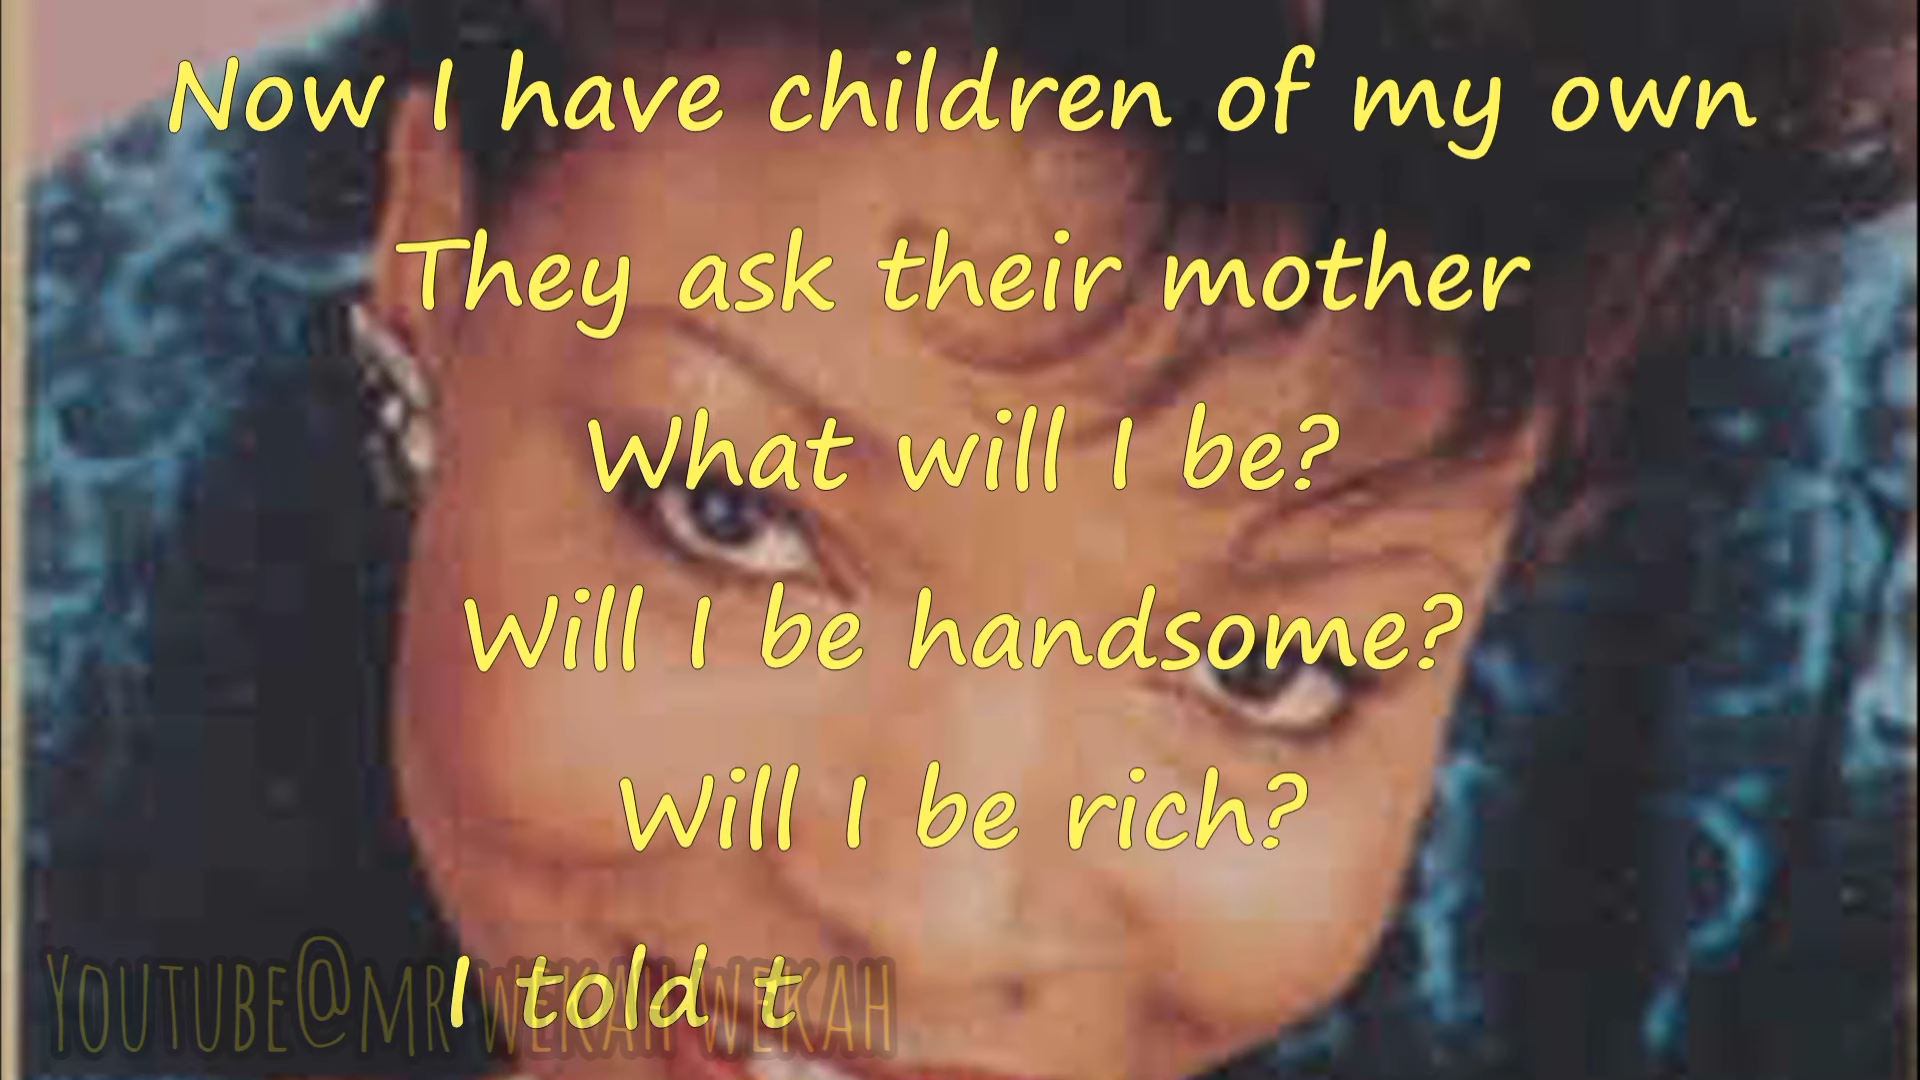 Now I have children of my own
They ask their mother
What will I be?
Will I be handsome?
Will I be rich?
I told t
Youtube@mr wekah wekah